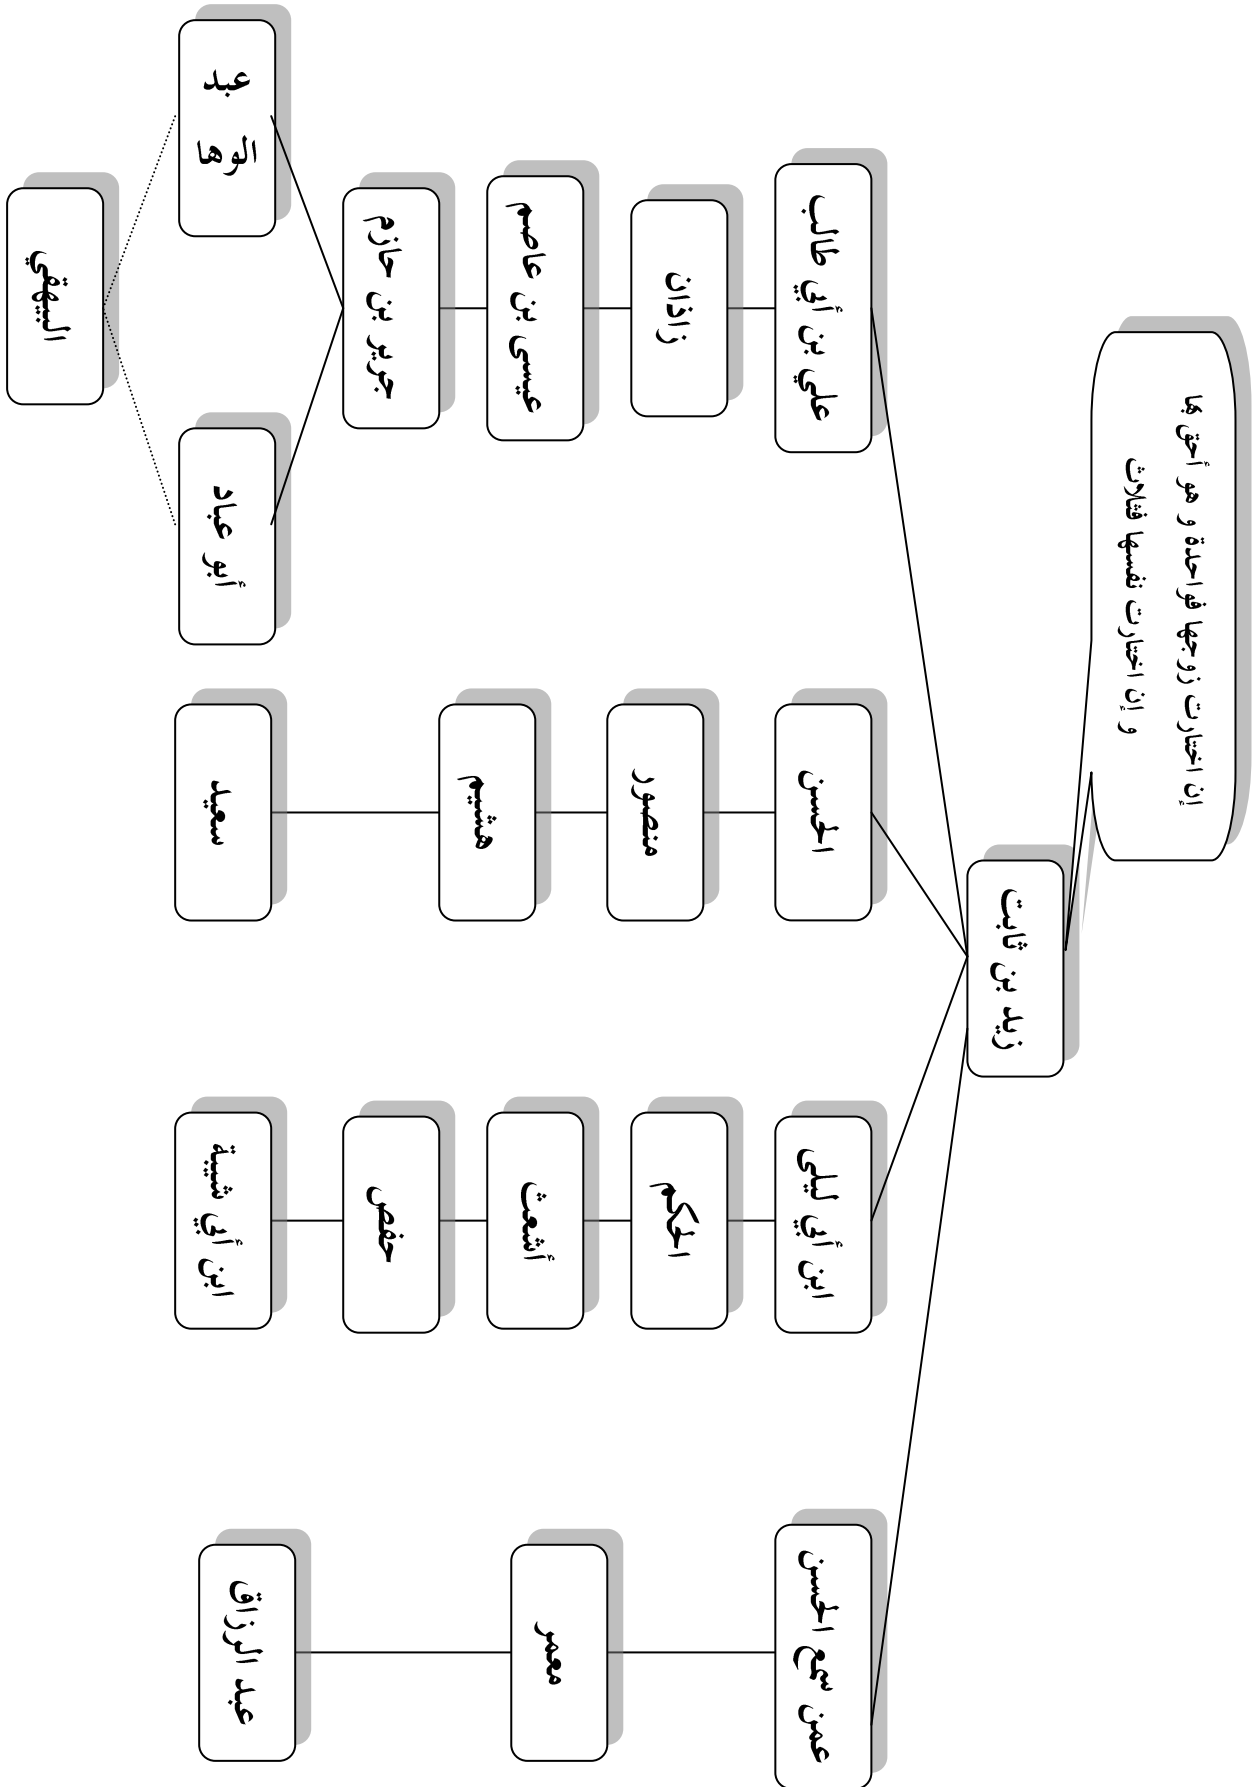 إن اختارت زوجها فواحدة و هو أحق بها
و إن اختارت نفسها فثلاث
زيد بن ثابت
علي بن أبي طالب
زاذان
عيسى بن عاصم
جرير بن حازم
عبد
الوها
أبو عباد
البيهقي
الحسن
منصور
هشيم
سعيد
ابن أبي ليلى
الحكم
أشعث
حفص
ابن أبي شيبة
عمن سمع الحسن
معمر
عبد الرزاق